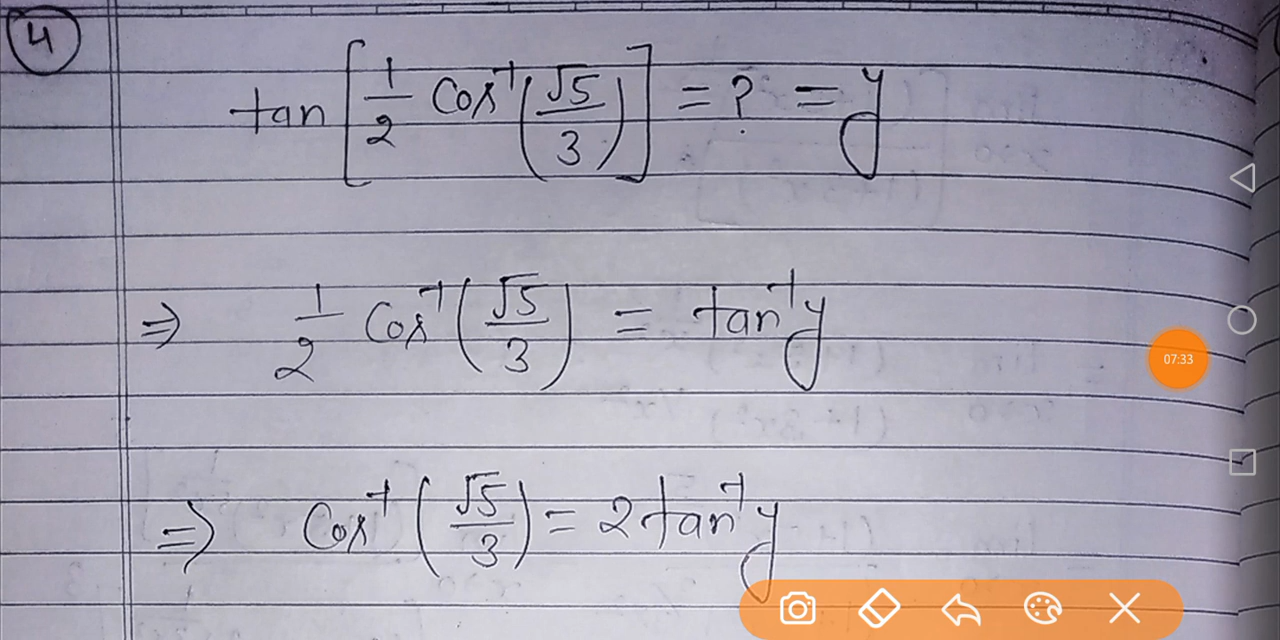 4
tan[1/2 Cos⁻¹(√5/3)] = ? = y
⇒ 1/2 Cos⁻¹(√5/3) = tan⁻¹y
07:33
⇒ Cos⁻¹(√5/3) = 2tan⁻¹y